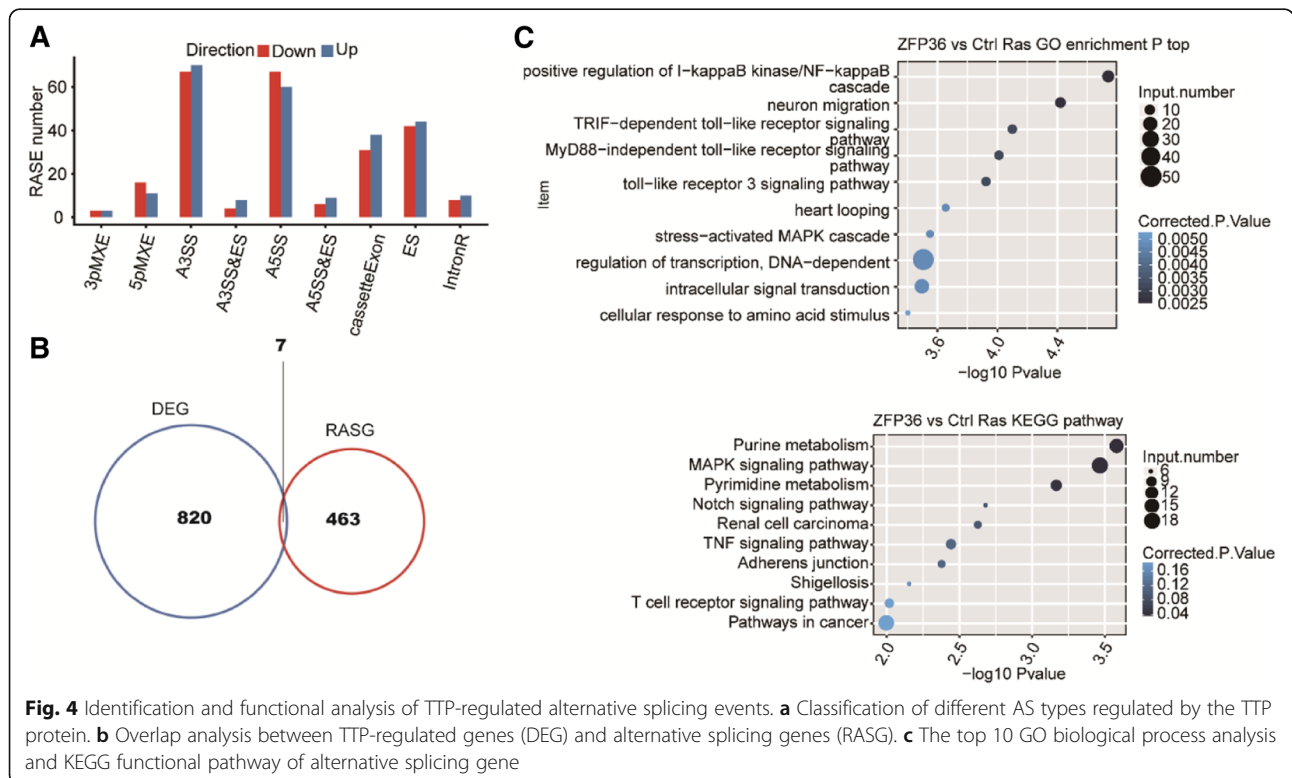 A
Direction Down Up
RASE number
60
40
20
0
3pMXE
5pMXE
A3SS
A3SS&ES
A5SS
A5SS&ES
cassetteExon
ES
IntronR
B
7
DEG
RASG
820
463
C
ZFP36 vs Ctrl Ras GO enrichment P top
Item
positive regulation of I-kappaB kinase/NF-kappaB
cascade
neuron migration
TRIF-dependent toll-like receptor signaling
pathway
MyD88-independent toll-like receptor signaling
pathway
toll-like receptor 3 signaling pathway
heart looping
stress-activated MAPK cascade
regulation of transcription, DNA-dependent
intracellular signal transduction
cellular response to amino acid stimulus
3.6
4.0
4.4
-log10 Pvalue
Input.number
10
20
30
40
50
Corrected.P.Value
0.0050
0.0045
0.0040
0.0035
0.0030
0.0025
ZFP36 vs Ctrl Ras KEGG pathway
Purine metabolism
MAPK signaling pathway
Pyrimidine metabolism
Notch signaling pathway
Renal cell carcinoma
TNF signaling pathway
Adherens junction
Shigellosis
T cell receptor signaling pathway
Pathways in cancer
2.0
2.5
3.0
3.5
-log10 Pvalue
Input.number
6
9
12
15
18
Corrected.P.Value
0.16
0.12
0.08
0.04
Fig. 4 Identification and functional analysis of TTP-regulated alternative splicing events. a Classification of different AS types regulated by the TTP
protein. b Overlap analysis between TTP-regulated genes (DEG) and alternative splicing genes (RASG). c The top 10 GO biological process analysis
and KEGG functional pathway of alternative splicing gene